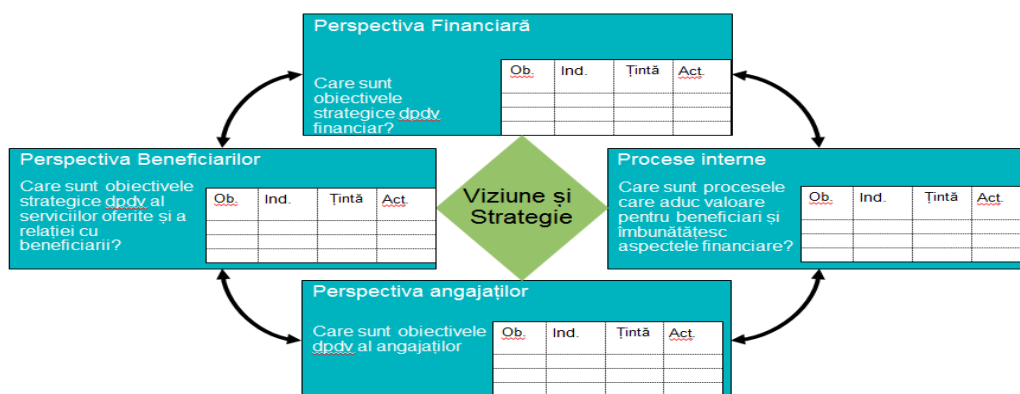 Perspectiva Financiară
Care sunt
obiectivele
strategice dpdv
financiar?
Ob. Ind. Țintă Act.
Perspectiva Beneficiarilor
Care sunt obiectivele
strategice dpdv al
serviciilor oferite și a
relației cu
beneficiarii?
Ob. Ind. Țintă Act.
Viziune și
Strategie
Procese interne
Care sunt procesele
care aduc valoare
pentru beneficiari și
îmbunătățesc
aspectele financiare?
Ob. Ind. Țintă Act.
Perspectiva angajaților
Care sunt obiectivele
dpdv al angajaților
Ob. Ind. Țintă Act.